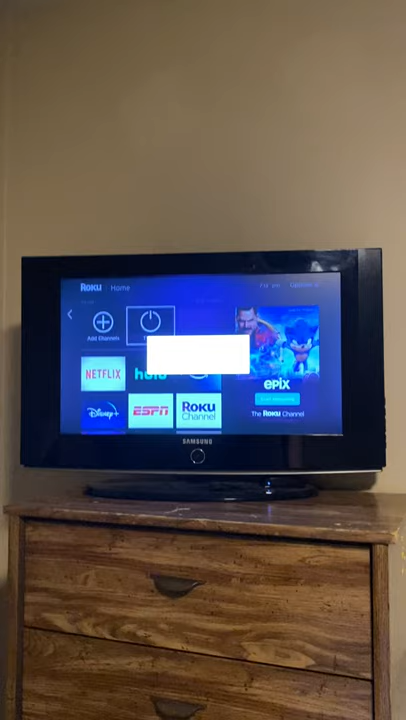 Roku Home
Add Channels
NETFLIX
hulu
epix
Disney+
ESPN
Roku
Channel
The Roku Channel
SAMSUNG